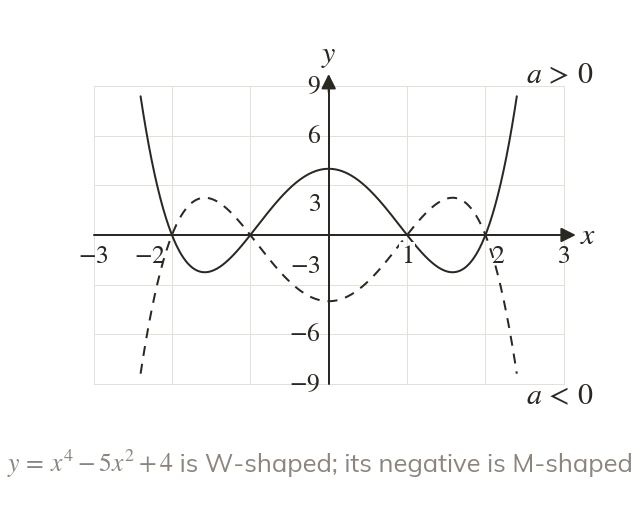 y
a > 0
9
6
3
x
−3 −2 1 2 3
−3
−6
−9
a < 0
y = x⁴ − 5x² + 4 is W-shaped; its negative is M-shaped